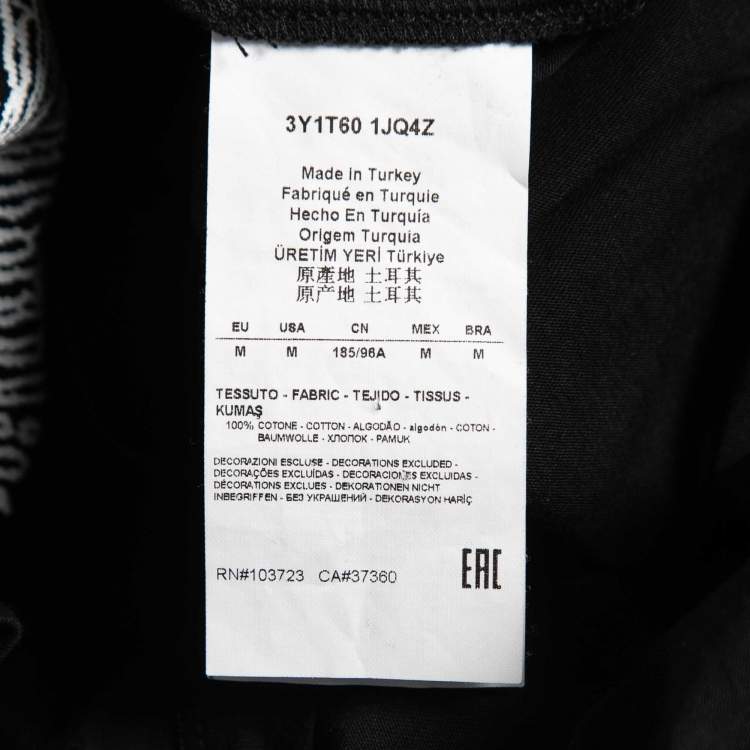 3Y1T60 1JQ4Z
Made in Turkey
Fabriqué en Turquie
Hecho En Turquía
Origem Turquia
ÜRETİM YERİ Türkiye
原產地 土耳其
原产地 土耳其
EU USA CN MEX BRA
M M 185/96A M M
TESSUTO - FABRIC - TEJIDO - TISSUS -
KUMAŞ
100% COTONE - COTTON - ALGODÃO - algodón - COTON -
BAUMWOLLE - ХЛОПОК - PAMUK
DECORAZIONI ESCLUSE - DECORATIONS EXCLUDED -
DECORAÇÕES EXCLUÍDAS - DECORACIONES EXCLUIDAS -
DÉCORATIONS EXCLUES - DEKORATIONEN NICHT
INBEGRIFFEN - БЕЗ УКРАШЕНИЙ - DEKORASYON HARİÇ
RN#103723 CA#37360
EAC